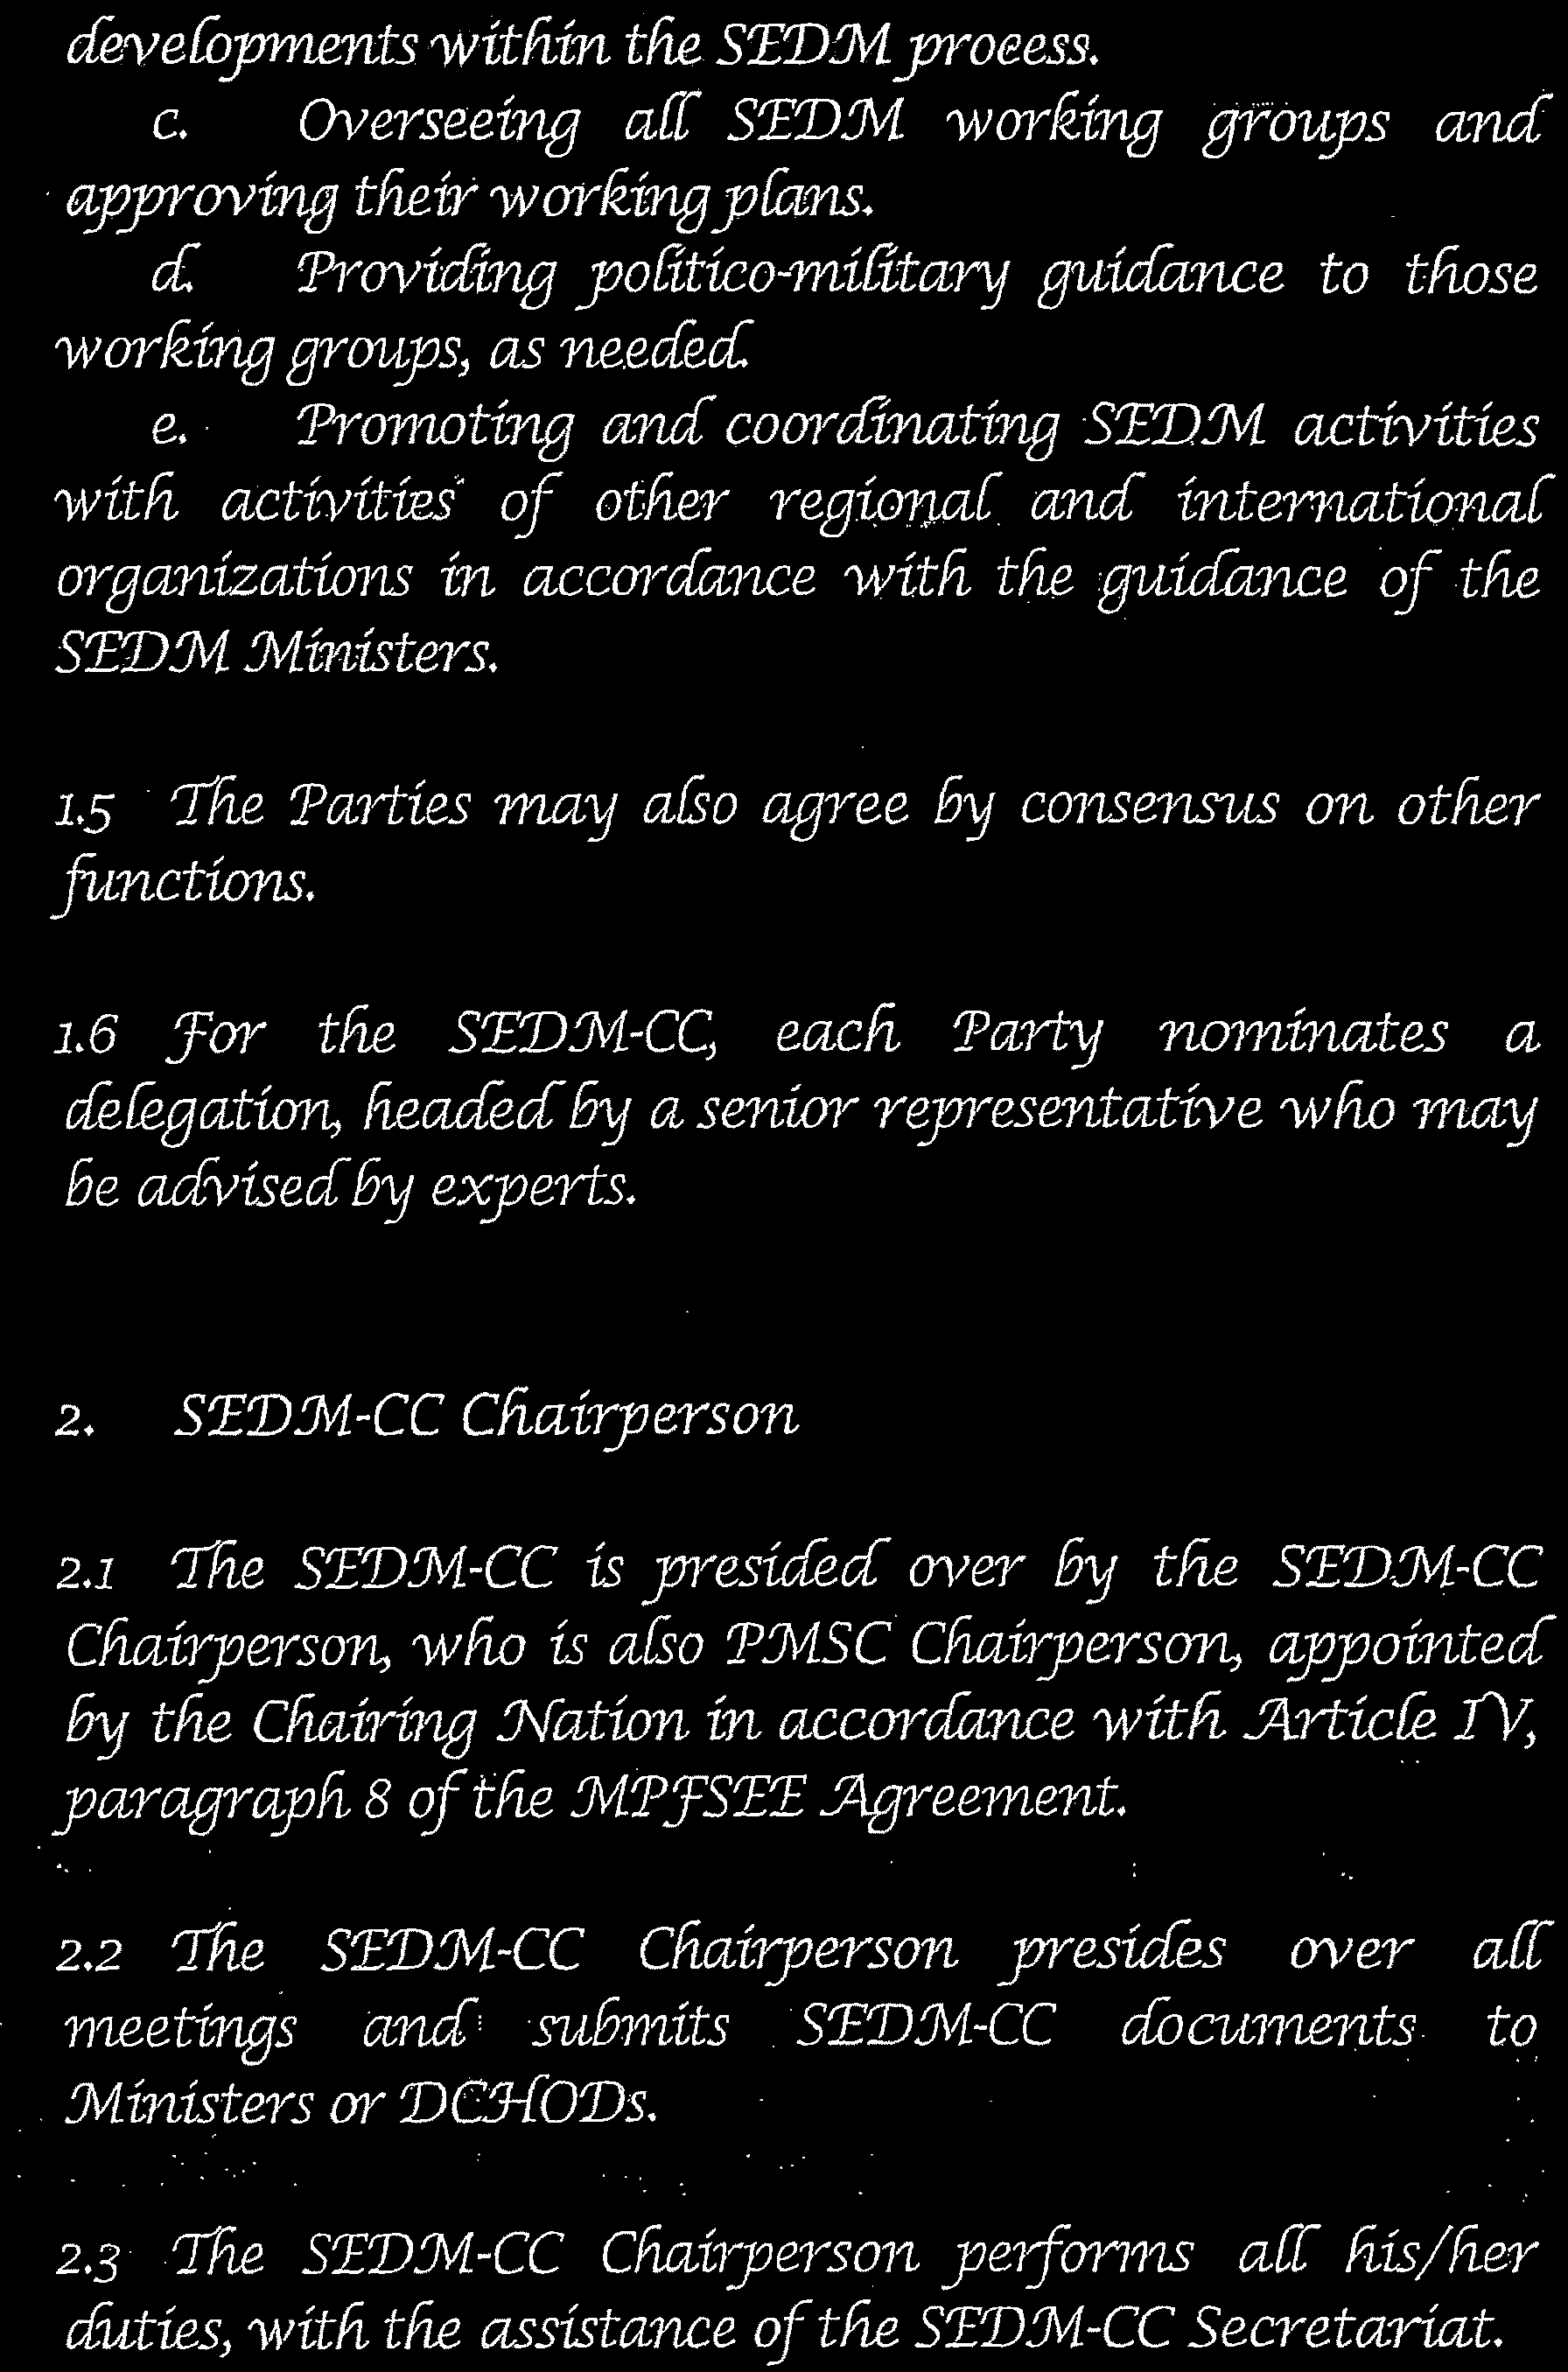 developments within the SEDM process.
c. Overseeing all SEDM working groups and
approving their working plans.
d. Providing politico-military guidance to those
working groups, as needed.
e. Promoting and coordinating SEDM activities
with activities of other regional and international
organizations in accordance with the guidance of the
SEDM Ministers.
1.5 The Parties may also agree by consensus on other
functions.
1.6 For the SEDM-CC, each Party nominates a
delegation, headed by a senior representative who may
be advised by experts.
2. SEDM-CC Chairperson
2.1 The SEDM-CC is presided over by the SEDM-CC
Chairperson, who is also PMSC Chairperson, appointed
by the Chairing Nation in accordance with Article IV,
paragraph 8 of the MPFSEE Agreement.
2.2 The SEDM-CC Chairperson presides over all
meetings and submits SEDM-CC documents to
Ministers or DCHODs.
2.3 The SEDM-CC Chairperson performs all his/her
duties, with the assistance of the SEDM-CC Secretariat.